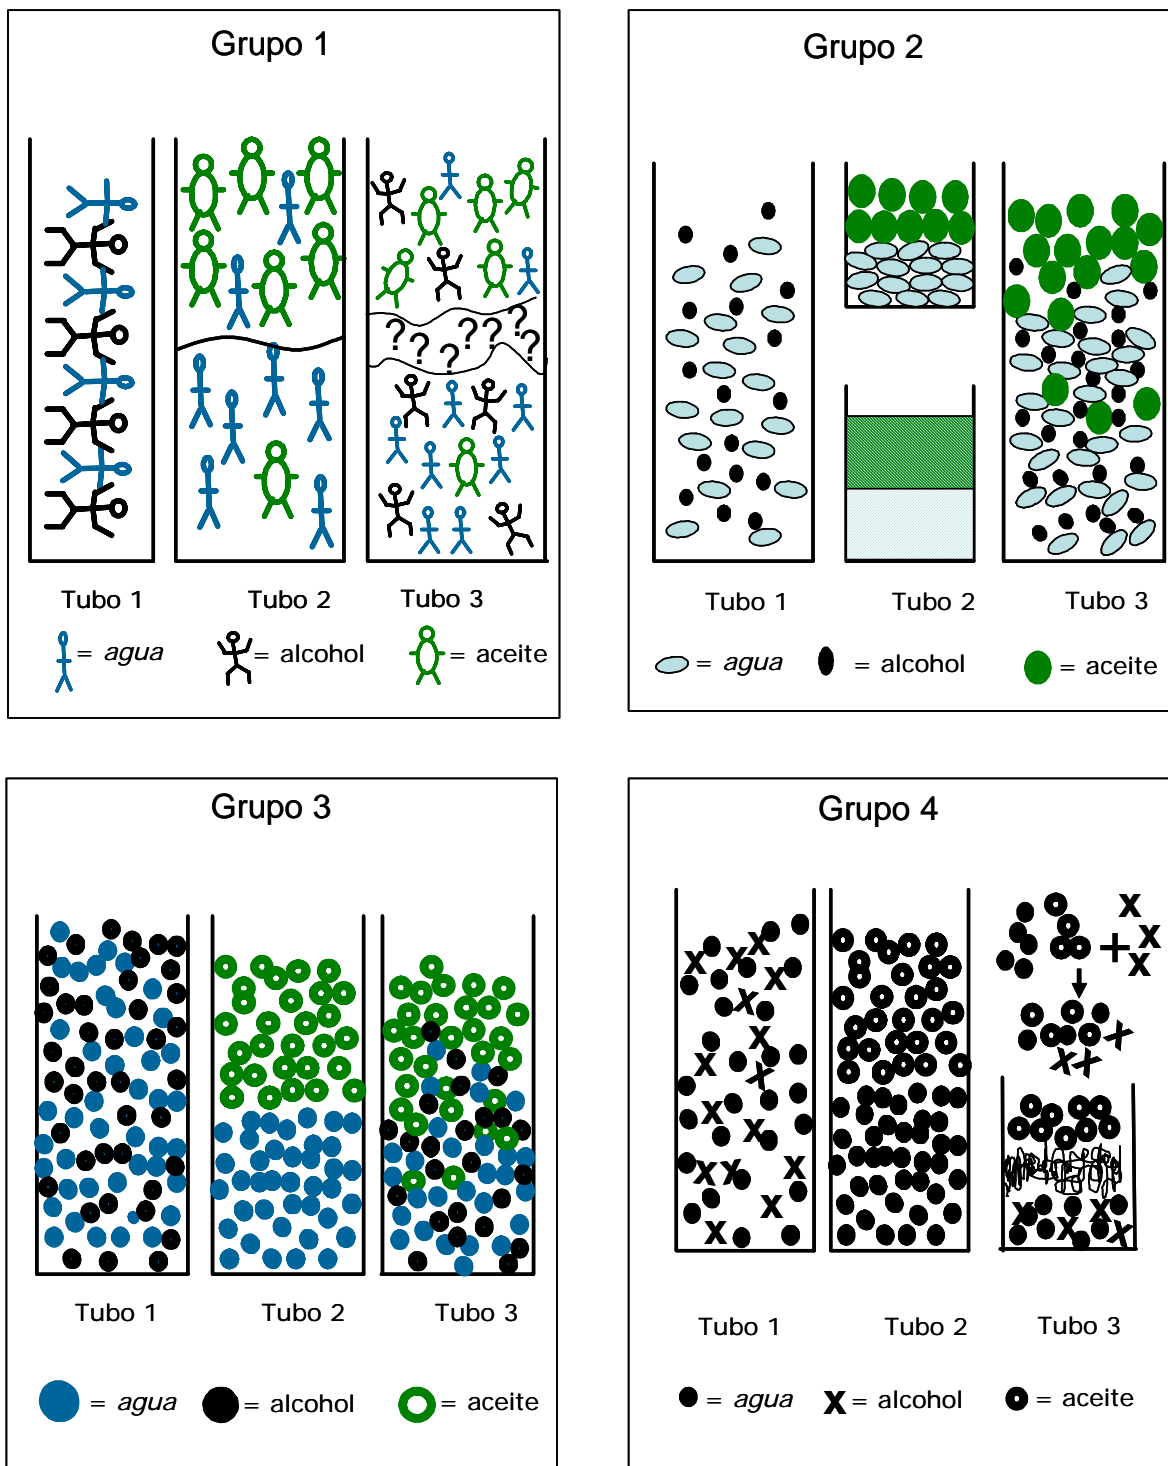 Grupo 1
? ? ? ? ? ? ?
Tubo 1 Tubo 2 Tubo 3
= agua = alcohol = aceite
Grupo 2
Tubo 1 Tubo 2 Tubo 3
= agua = alcohol = aceite
Grupo 3
Tubo 1 Tubo 2 Tubo 3
= agua = alcohol = aceite
Grupo 4
+
Tubo 1 Tubo 2 Tubo 3
= agua x = alcohol = aceite